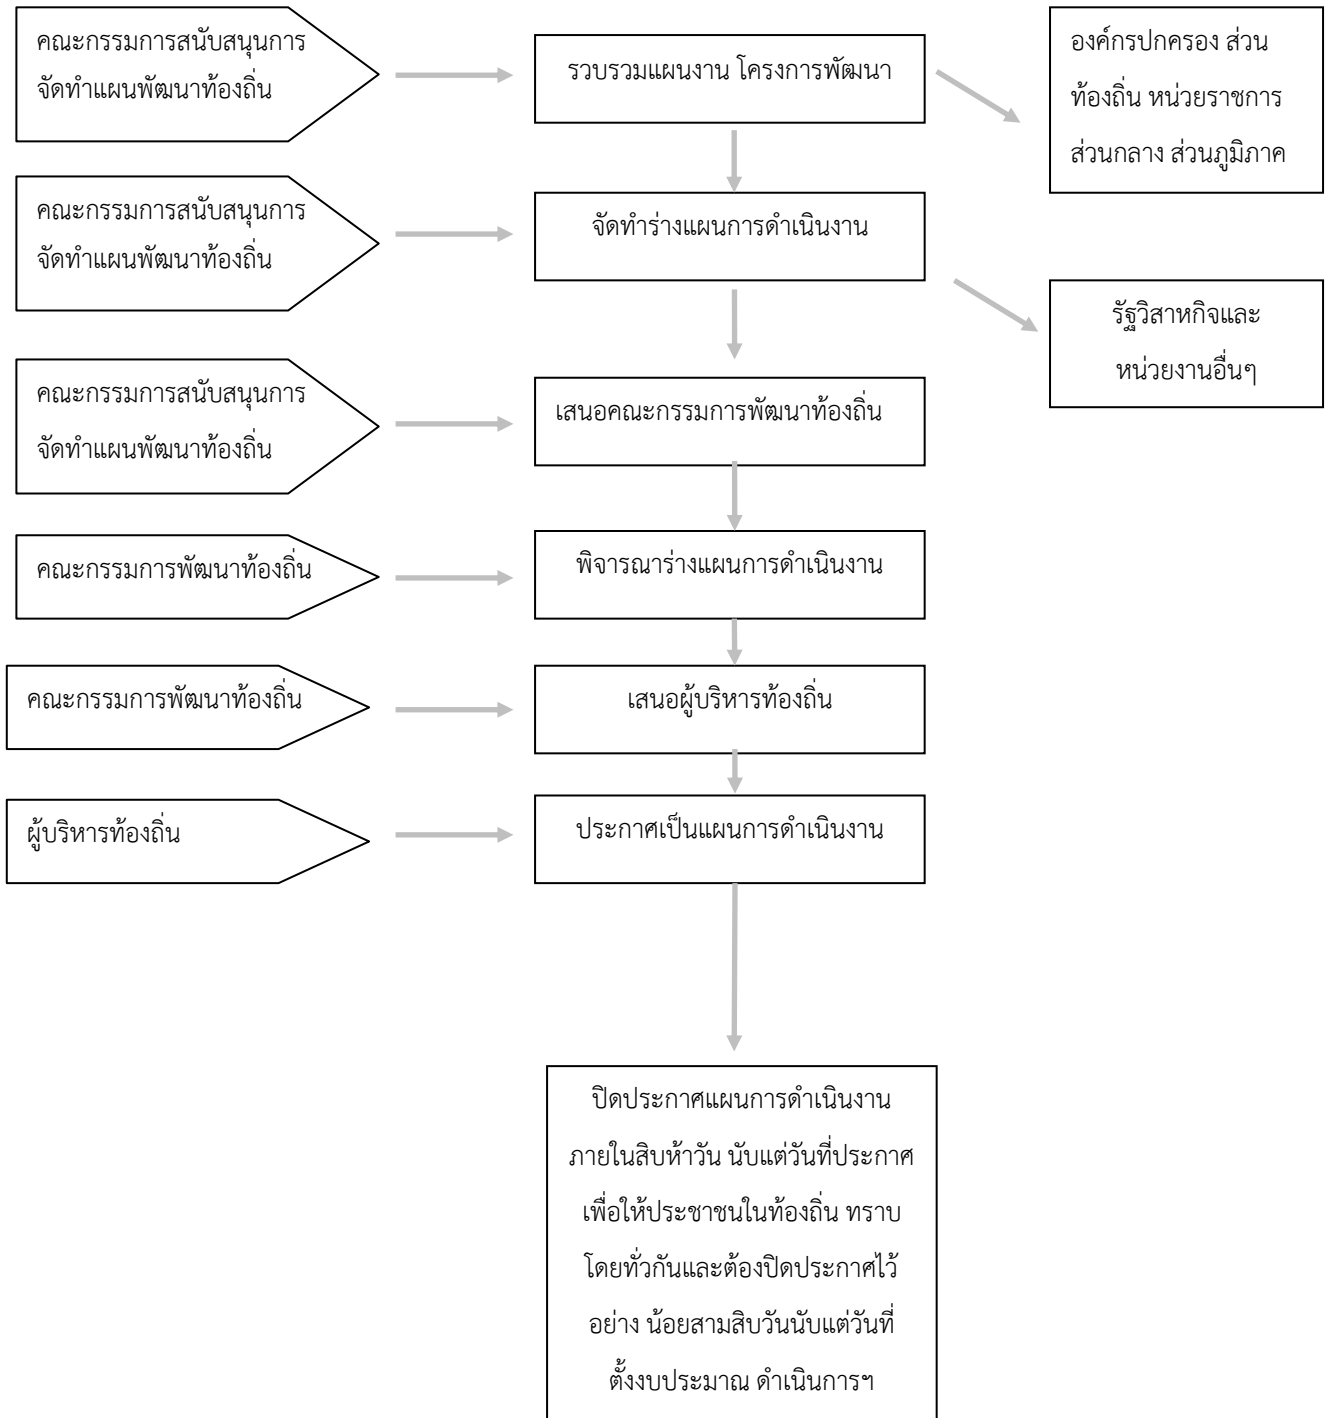 คณะกรรมการสนับสนุนการ
จัดทำแผนพัฒนาท้องถิ่น
รวบรวมแผนงาน โครงการพัฒนา
องค์กรปกครอง ส่วน
ท้องถิ่น หน่วยราชการ
ส่วนกลาง ส่วนภูมิภาค
คณะกรรมการสนับสนุนการ
จัดทำแผนพัฒนาท้องถิ่น
จัดทำร่างแผนการดำเนินงาน
รัฐวิสาหกิจและ
หน่วยงานอื่นๆ
คณะกรรมการสนับสนุนการ
จัดทำแผนพัฒนาท้องถิ่น
เสนอคณะกรรมการพัฒนาท้องถิ่น
คณะกรรมการพัฒนาท้องถิ่น
พิจารณาร่างแผนการดำเนินงาน
คณะกรรมการพัฒนาท้องถิ่น
เสนอผู้บริหารท้องถิ่น
ผู้บริหารท้องถิ่น
ประกาศเป็นแผนการดำเนินงาน
ปิดประกาศแผนการดำเนินงาน
ภายในสิบห้าวัน นับแต่วันที่ประกาศ
เพื่อให้ประชาชนในท้องถิ่น ทราบ
โดยทั่วกันและต้องปิดประกาศไว้
อย่าง น้อยสามสิบวันนับแต่วันที่
ตั้งงบประมาณ ดำเนินการฯ